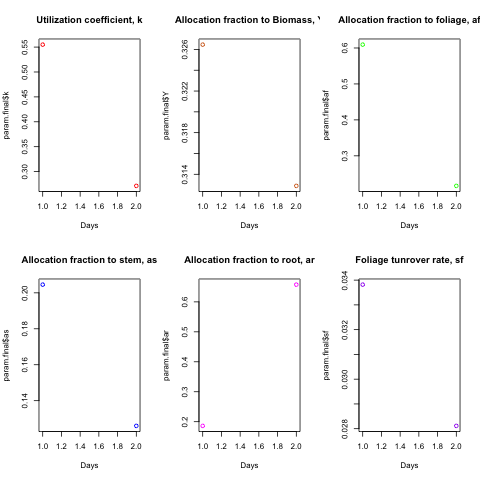 Utilization coefficient, k
param.final$k
0.30 0.35 0.40 0.45 0.50 0.55
1.0 1.2 1.4 1.6 1.8 2.0
Days
Allocation fraction to Biomass,
param.final$Y
0.314 0.318 0.322 0.326
1.0 1.2 1.4 1.6 1.8 2.0
Days
Allocation fraction to foliage, af
param.final$af
0.3 0.4 0.5 0.6
1.0 1.2 1.4 1.6 1.8 2.0
Days
Allocation fraction to stem, as
param.final$as
0.14 0.16 0.18 0.20
1.0 1.2 1.4 1.6 1.8 2.0
Days
Allocation fraction to root, ar
param.final$ar
0.2 0.3 0.4 0.5 0.6
1.0 1.2 1.4 1.6 1.8 2.0
Days
Foliage tunrover rate, sf
param.final$sf
0.028 0.030 0.032 0.034
1.0 1.2 1.4 1.6 1.8 2.0
Days